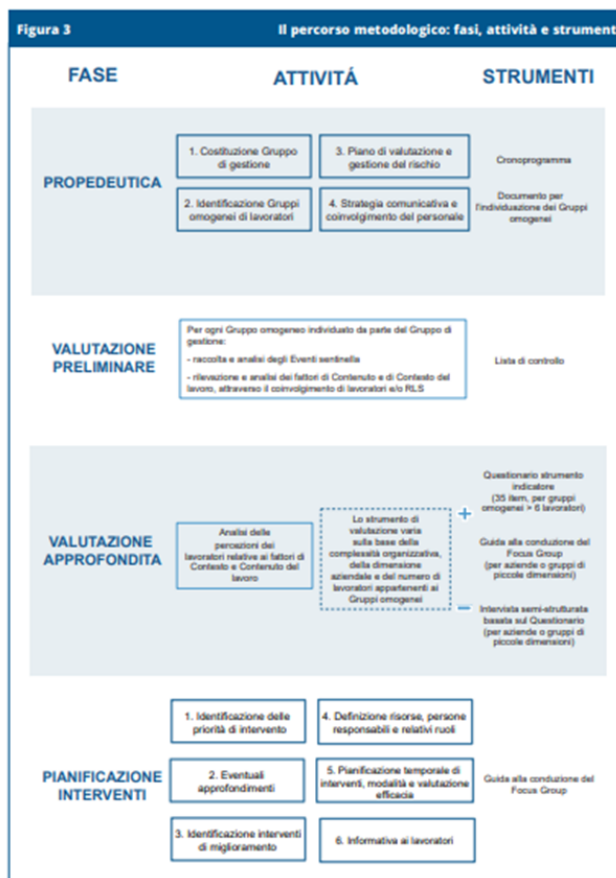 Figura 3
Il percorso metodologico: fasi, attività e strument
FASE
ATTIVITÁ
STRUMENTI
PROPEDEUTICA
1. Costituzione Gruppo
di gestione
3. Piano di valutazione e
gestione del rischio
2. Identificazione Gruppi
omogenei di lavoratori
4. Strategia comunicativa e
coinvolgimento del personale
Cronoprogramma
Documento per
l'individuazione dei Gruppi
omogenei
VALUTAZIONE
PRELIMINARE
Per ogni Gruppo omogeneo individuato da parte del Gruppo di
gestione:
- raccolta e analisi degli Eventi sentinella
- rilevazione e analisi dei fattori di Contenuto e di Contesto del
lavoro, attraverso il coinvolgimento di lavoratori e/o RLS
Lista di controllo
VALUTAZIONE
APPROFONDITA
Analisi delle
percezioni dei
lavoratori relative ai fattori di
Contesto e Contenuto del
lavoro
Lo strumento di
valutazione varia
sulla base della
complessità organizzativa,
della dimensione
aziendale e del numero di
lavoratori appartenenti ai
Gruppi omogenei
+
Questionario strumento
indicatore
(35 item, per gruppi
omogenei > 6 lavoratori)
Guida alla conduzione del
Focus Group
(per aziende o gruppi di
piccole dimensioni)
−
Intervista semi-strutturata
basata sul Questionario
(per aziende o gruppi di
piccole dimensioni)
PIANIFICAZIONE
INTERVENTI
1. Identificazione delle
priorità di intervento
4. Definizione risorse, persone
responsabili e relativi ruoli
2. Eventuali
approfondimenti
5. Pianificazione temporale di
interventi, modalità e valutazione
efficacia
3. Identificazione interventi
di miglioramento
6. Informativa ai lavoratori
Guida alla conduzione del
Focus Group